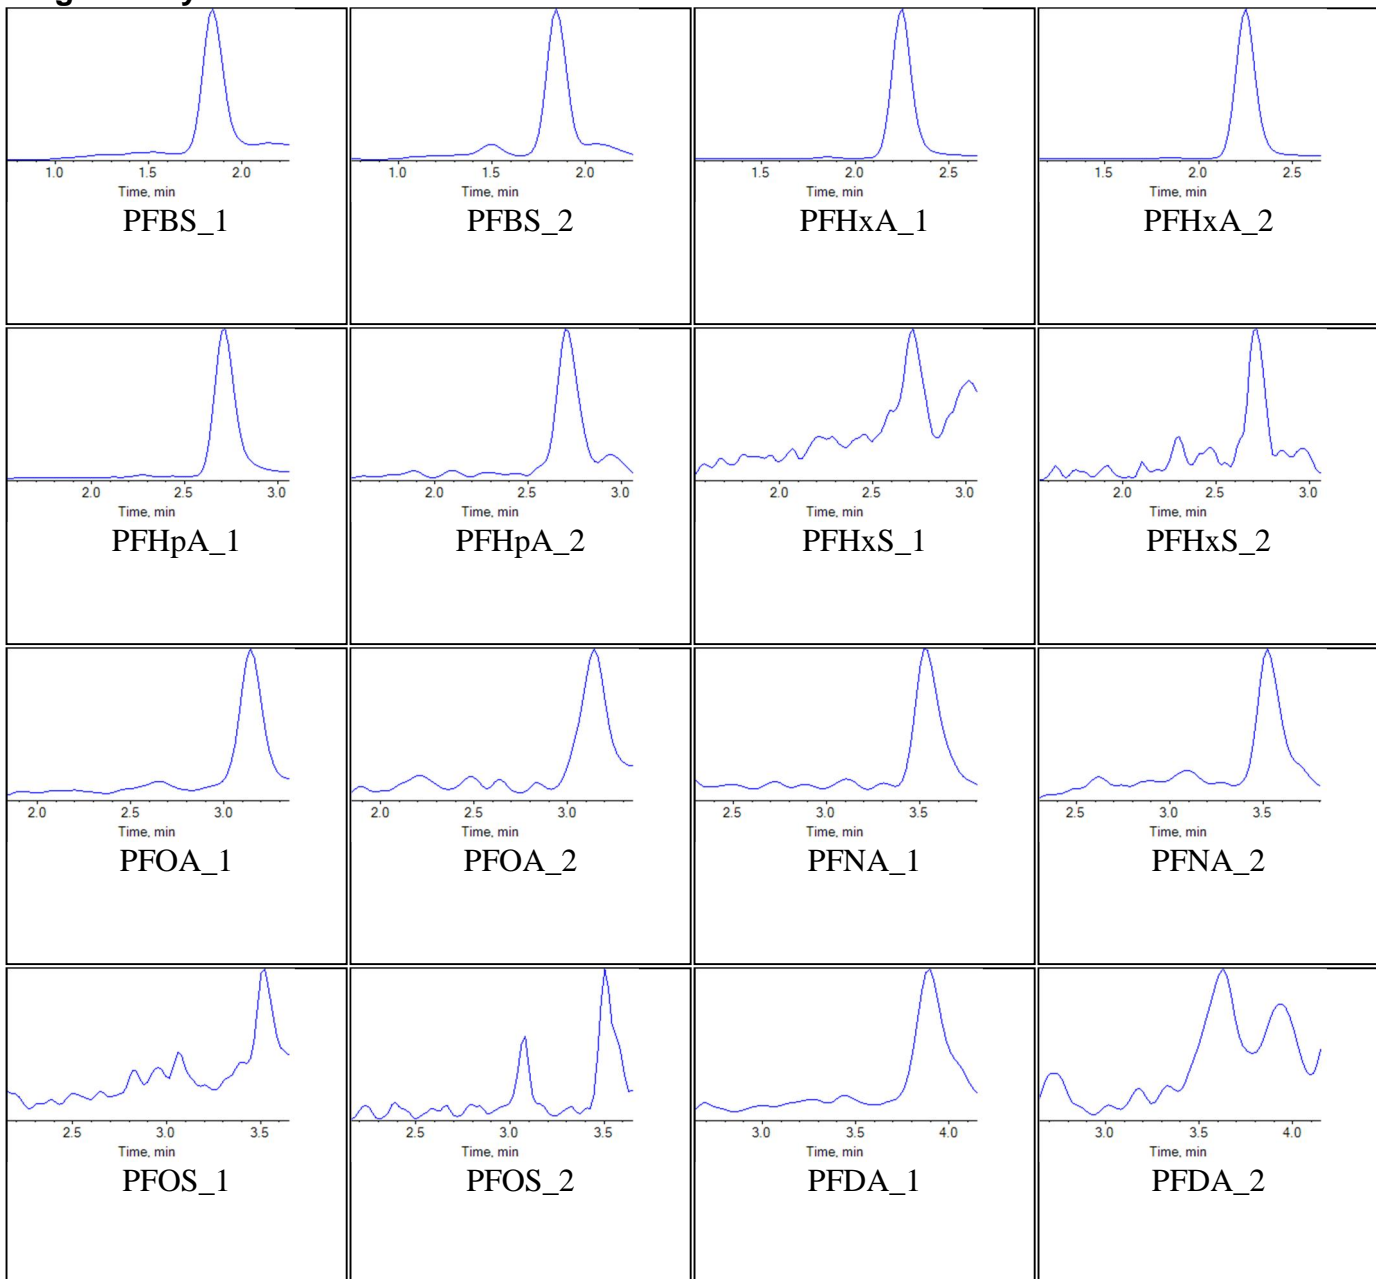 1.0 1.5 2.0 1.0 1.5 2.0 1.5 2.0 2.5 1.5 2.0 2.5
Time, min Time, min Time, min Time, min
PFBS_1 PFBS_2 PFHxA_1 PFHxA_2
2.0 2.5 3.0 2.0 2.5 3.0 2.0 2.5 3.0 2.0 2.5 3.0
Time, min Time, min Time, min Time, min
PFHpA_1 PFHpA_2 PFHxS_1 PFHxS_2
2.0 3.0 2.0 3.0 2.5 3.0 3.5 2.5 3.0 3.5
Time, min Time, min Time, min Time, min
PFOA_1 PFOA_2 PFNA_1 PFNA_2
2.5 3.0 3.5 2.5 3.0 3.5 3.0 3.5 4.0 3.0 3.5 4.0
Time, min Time, min Time, min Time, min
PFOS_1 PFOS_2 PFDA_1 PFDA_2